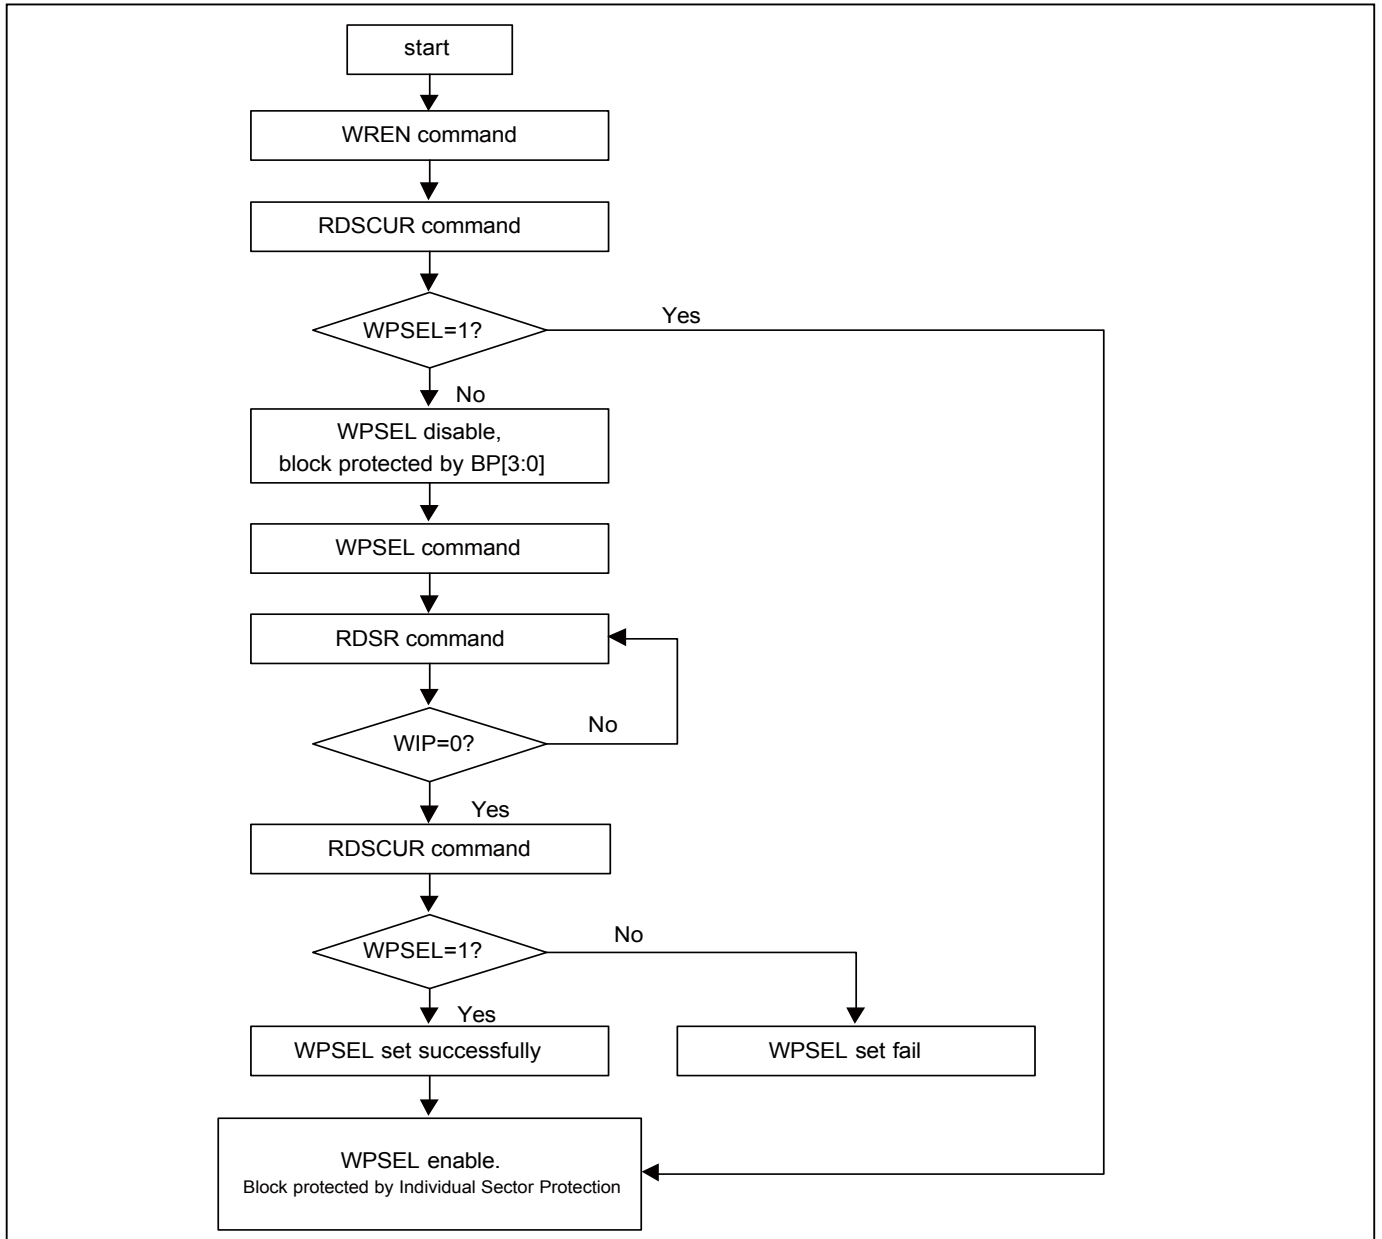 start
WREN command
RDSCUR command
WPSEL=1?
Yes
No
WPSEL disable,
block protected by BP[3:0]
WPSEL command
RDSR command
WIP=0?
No
Yes
RDSCUR command
WPSEL=1?
No
Yes
WPSEL set successfully
WPSEL set fail
WPSEL enable.
Block protected by Individual Sector Protection